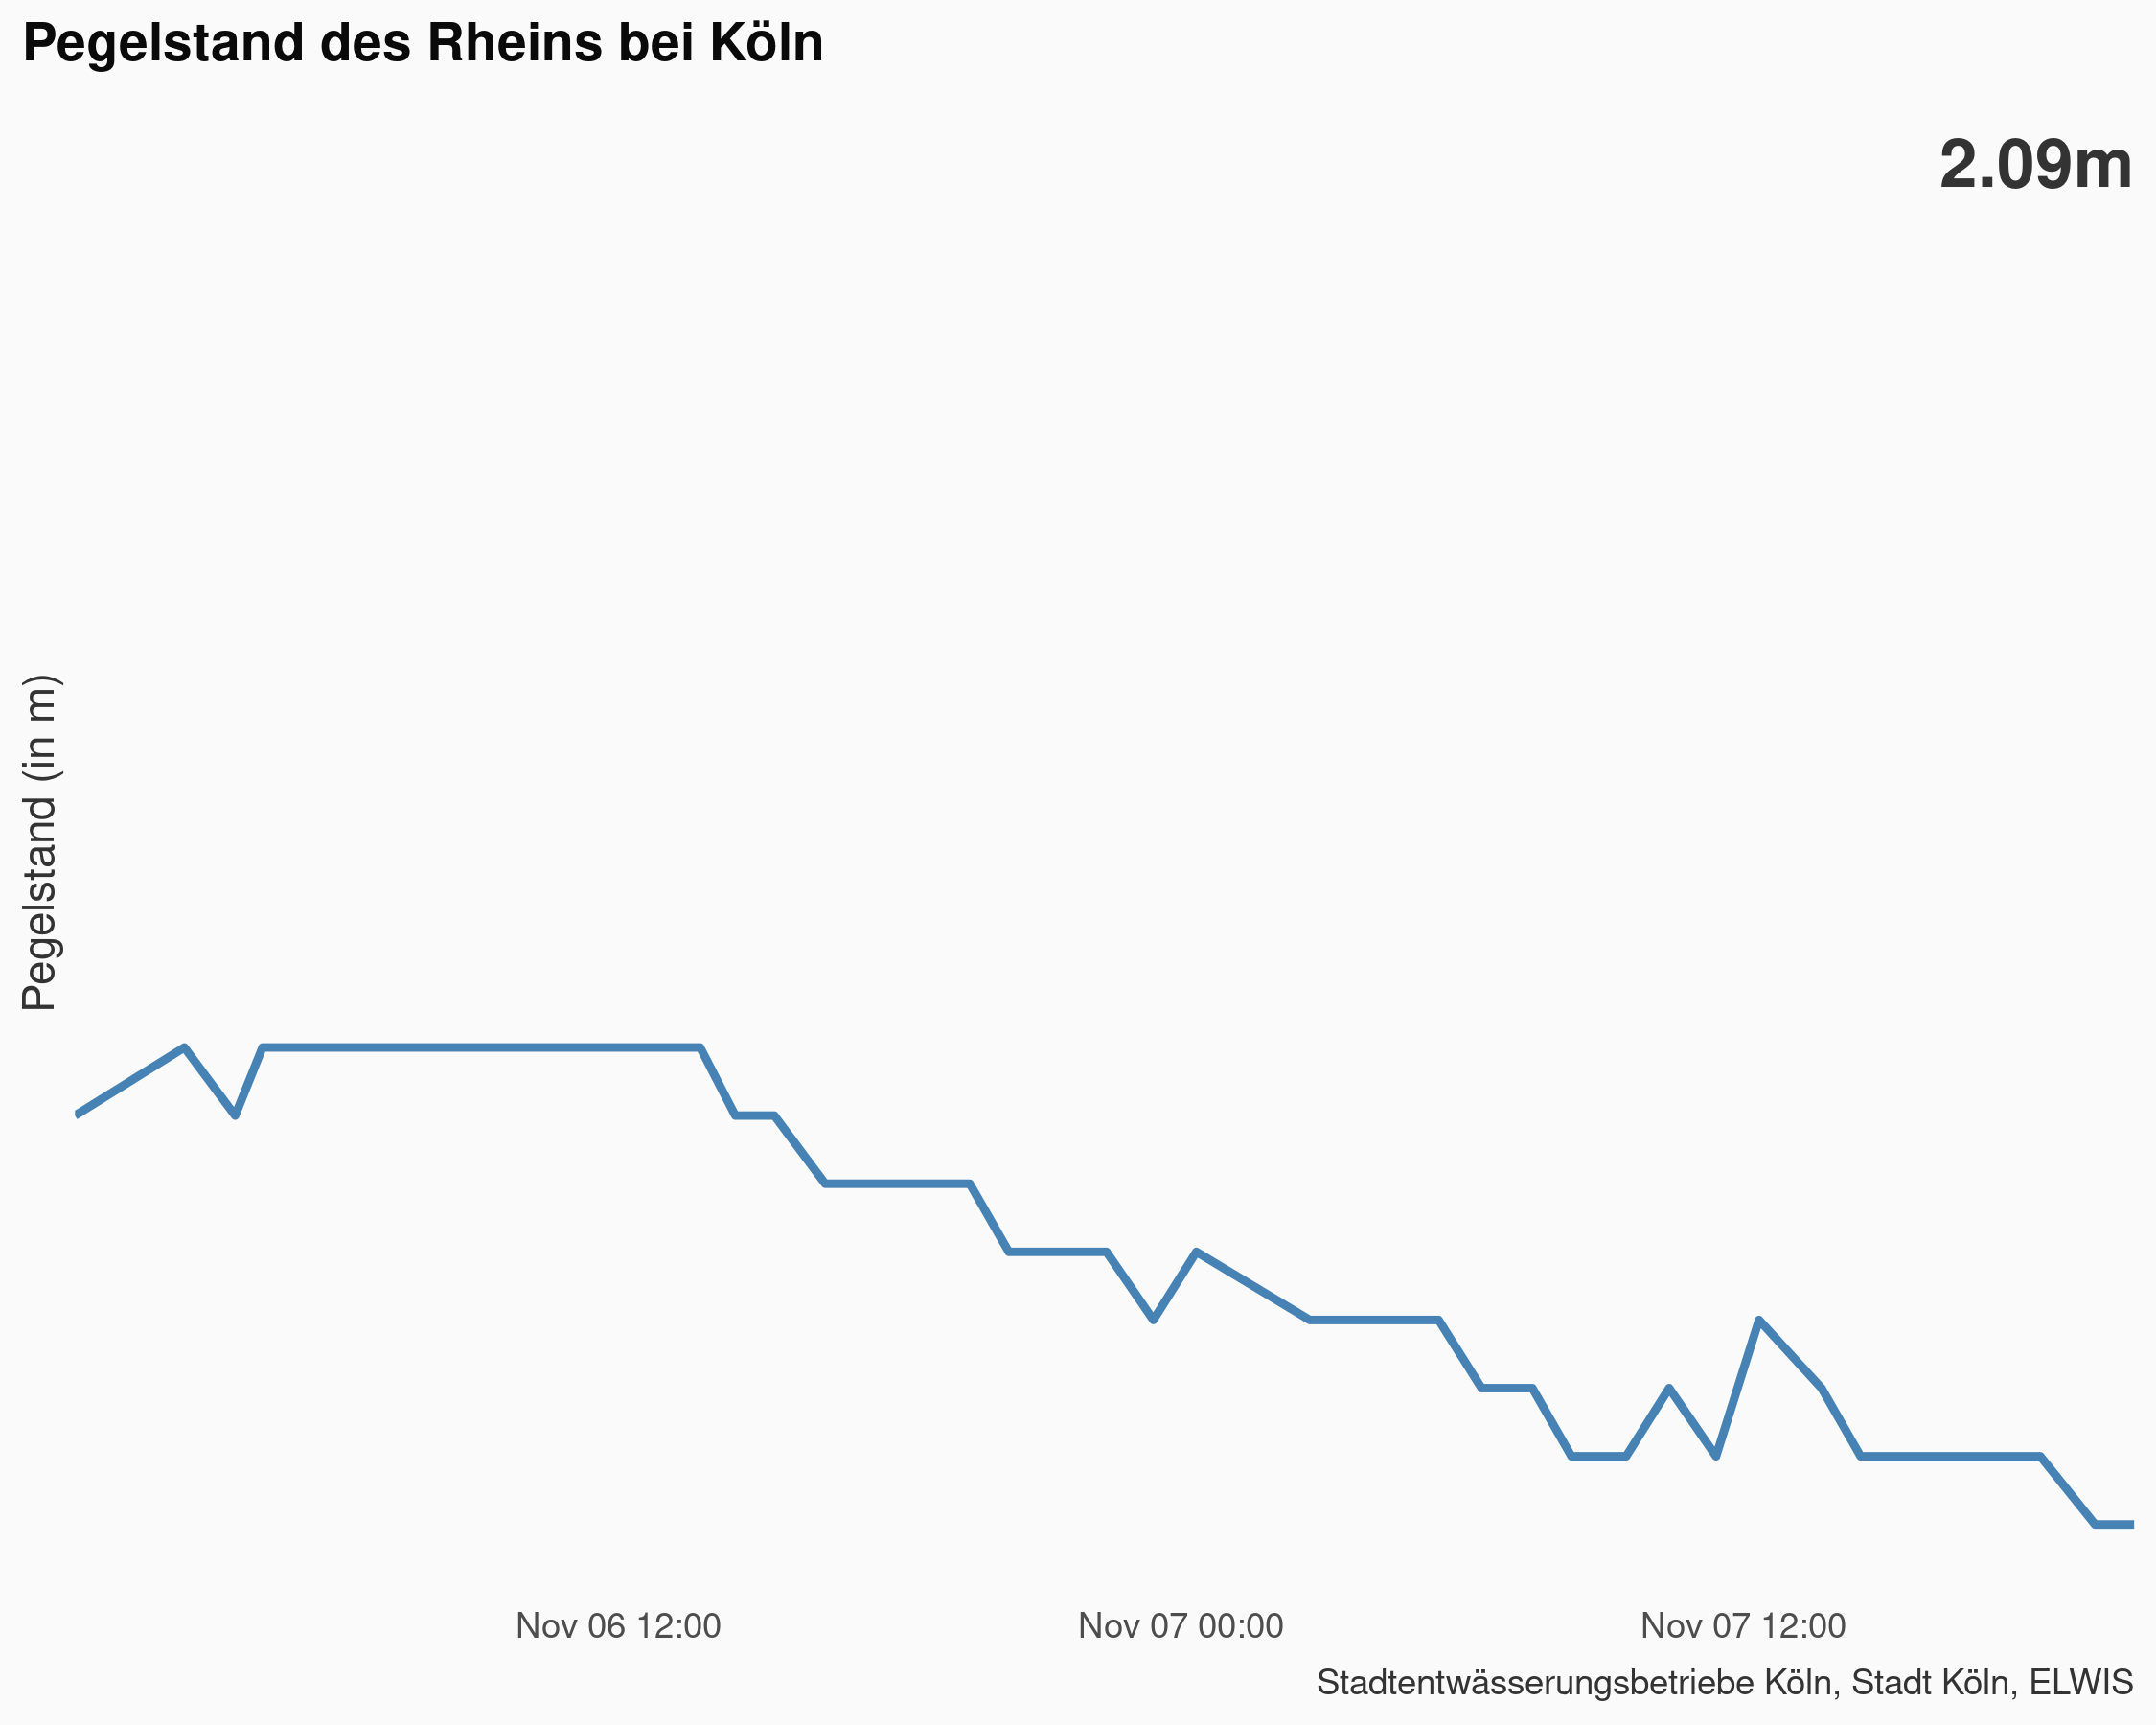 Pegelstand des Rheins bei Köln
2.09m
Pegelstand (in m)
Nov 06 12:00
Nov 07 00:00
Nov 07 12:00
Stadtentwässerungsbetriebe Köln, Stadt Köln, ELWIS